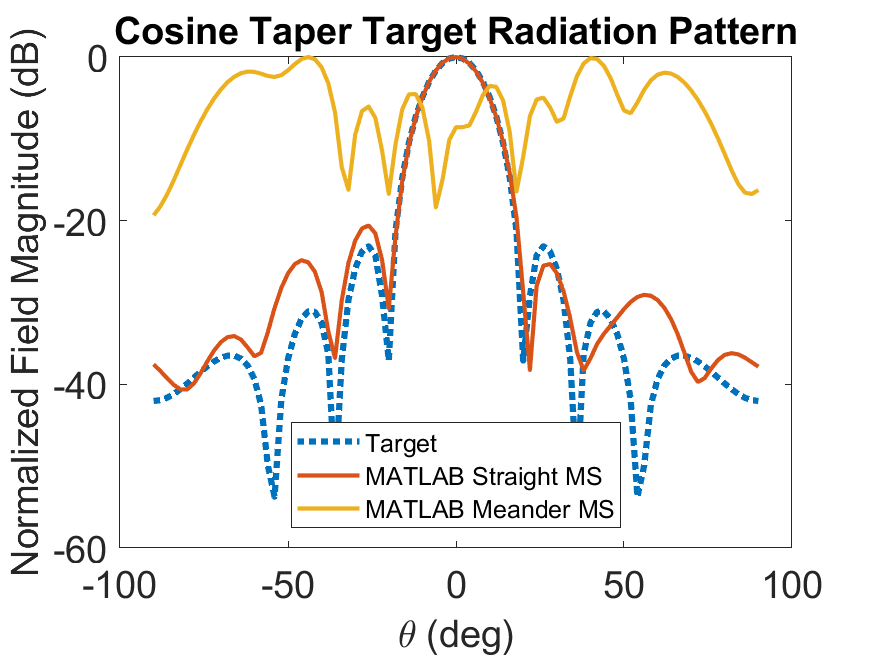 Cosine Taper Target Radiation Pattern
Normalized Field Magnitude (dB)
0
-20
-40
-60
Target
MATLAB Straight MS
MATLAB Meander MS
-100 -50 0 50 100
θ (deg)